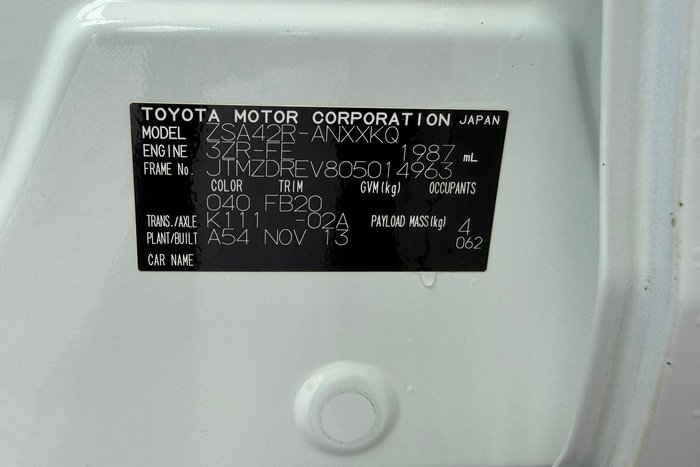 TOYOTA MOTOR CORPORATION JAPAN
MODEL ZSA42R-ANXXKQ
ENGINE 3ZR-FE 1987 mL
FRAME No. JTMZDREV805014963
COLOR TRIM GVM(kg) OCCUPANTS
040 FB20
TRANS./AXLE K111 -02A PAYLOAD MASS(kg) 4
PLANT/BUILT A54 NOV 13 062
CAR NAME